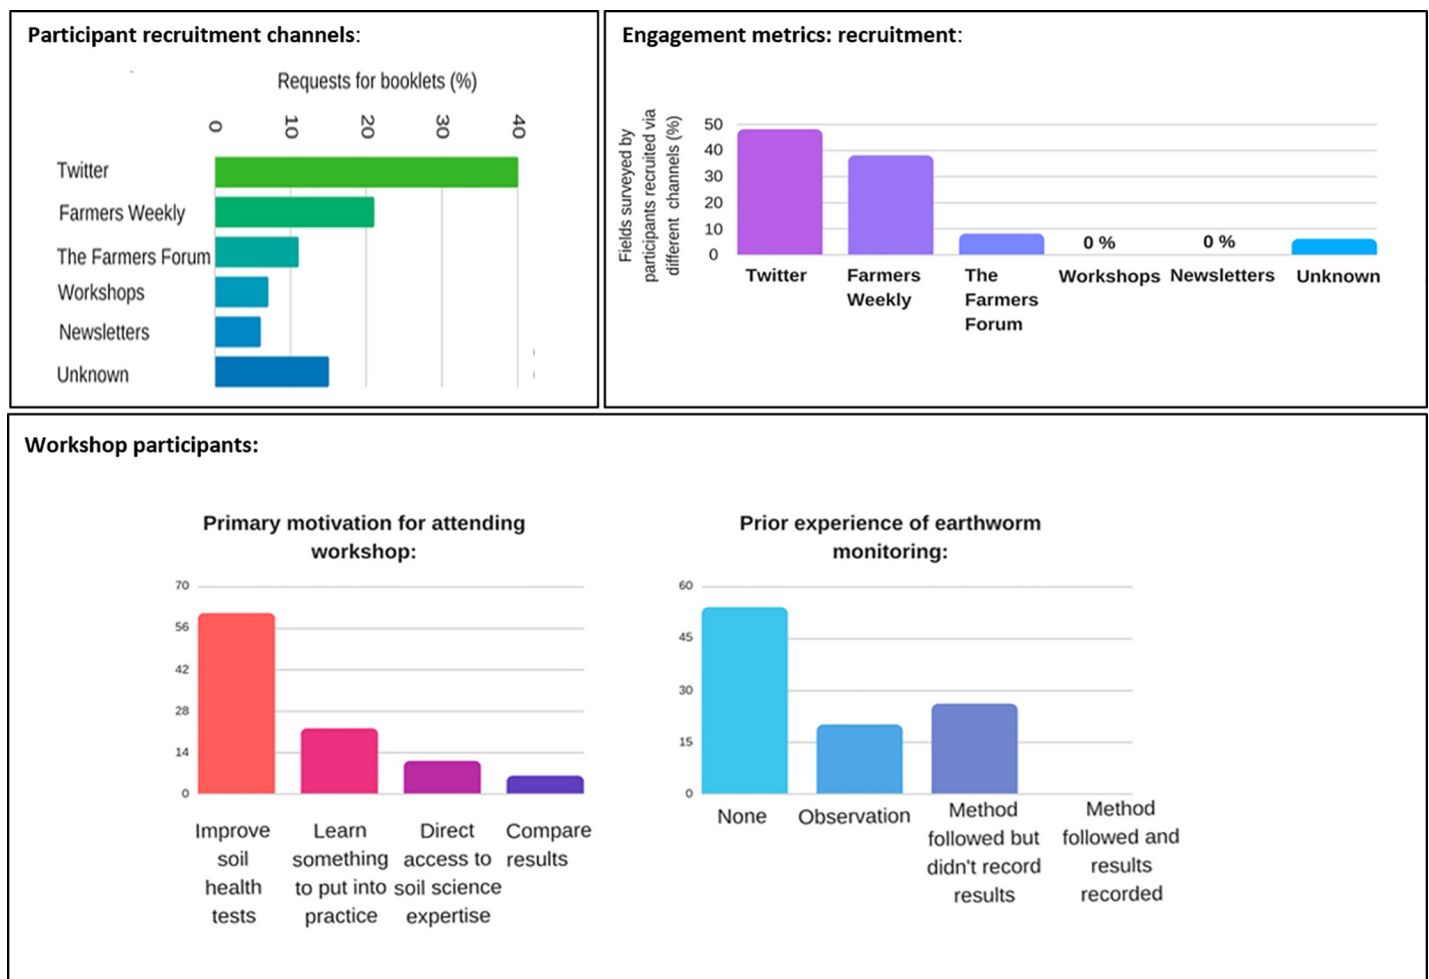 Participant recruitment channels:
Requests for booklets (%)
0 10 20 30 40
Twitter
Farmers Weekly
The Farmers Forum
Workshops
Newsletters
Unknown
Engagement metrics: recruitment:
Fields surveyed by
participants recruited via
different channels (%)
50
40
30
20
10
0
0 %
0 %
Twitter
Farmers
Weekly
The
Farmers
Forum
Workshops
Newsletters
Unknown
Workshop participants:
Primary motivation for attending
workshop:
70
56
42
28
14
0
Improve
soil
health
tests
Learn
something
to put into
practice
Direct
access to
soil science
expertise
Compare
results
Prior experience of earthworm
monitoring:
60
45
30
15
0
None
Observation
Method
followed but
didn't record
results
Method
followed and
results
recorded